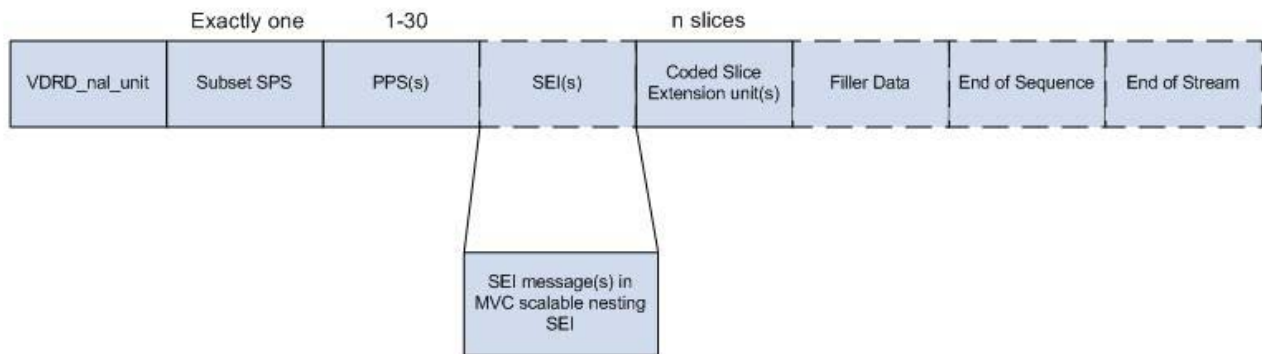 Exactly one
1-30
n slices
VDRD_nal_unit
Subset SPS
PPS(s)
SEI(s)
Coded Slice
Extension unit(s)
Filler Data
End of Sequence
End of Stream
SEI message(s) in
MVC scalable nesting
SEI